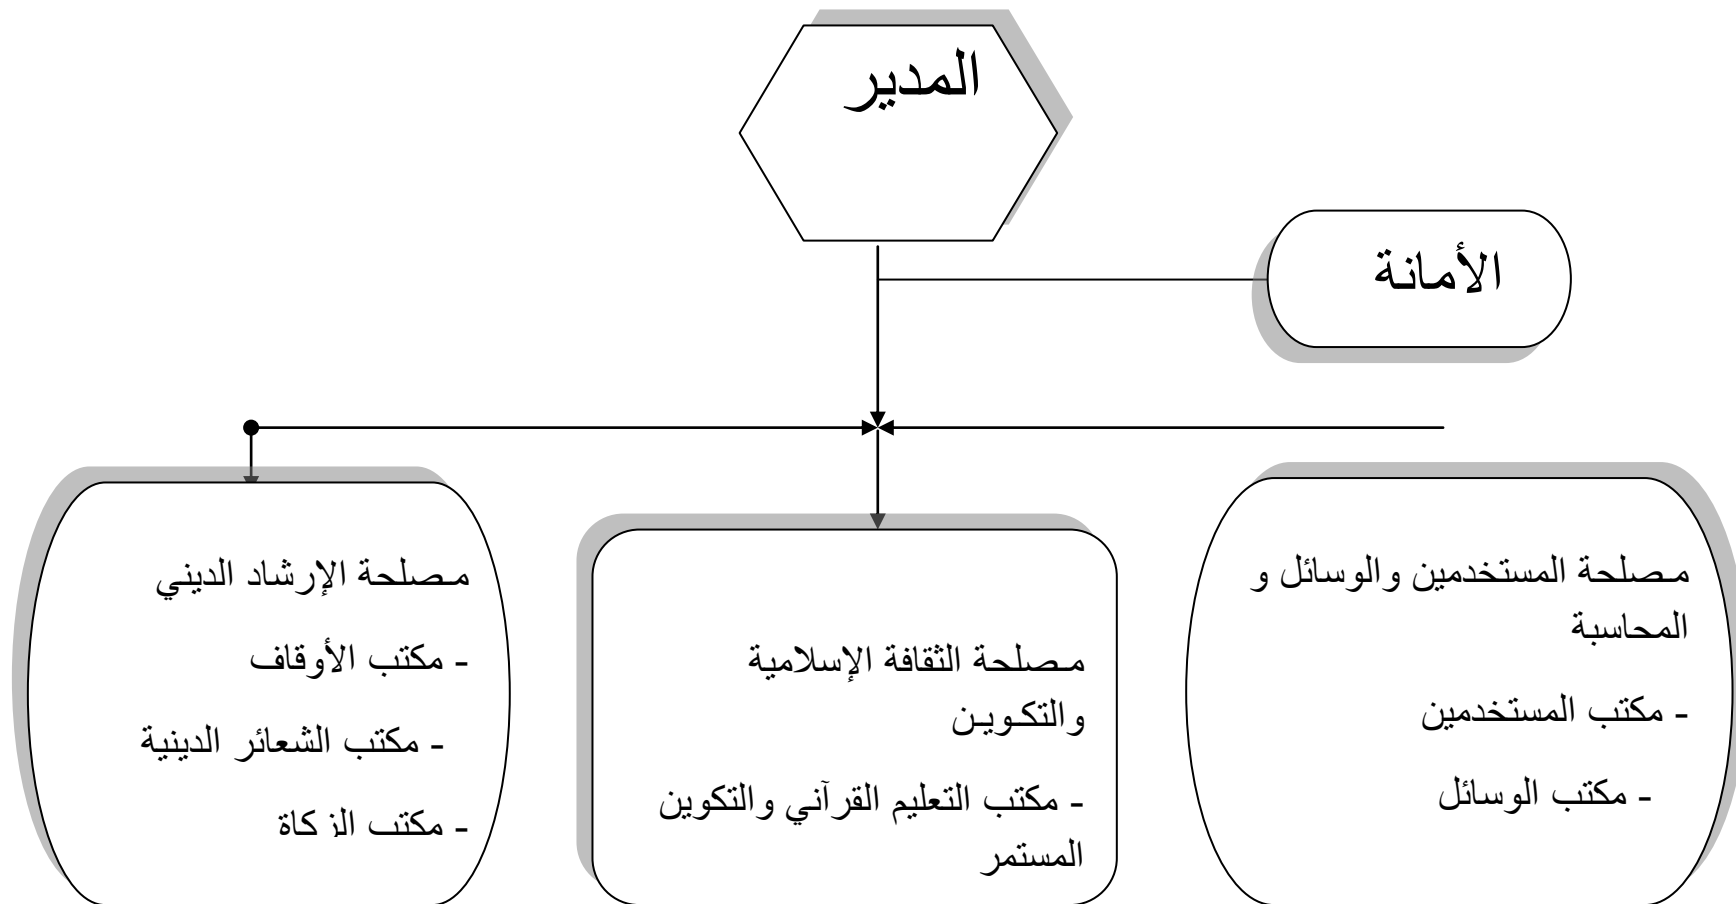 المدير
الأمانة
مصلحة المستخدمين والوسائل و
المحاسبة
- مكتب المستخدمين
- مكتب الوسائل
مصلحة الثقافة الإسلامية
والتكوين
- مكتب التعليم القرآني والتكوين
المستمر
مصلحة الإرشاد الديني
- مكتب الأوقاف
- مكتب الشعائر الدينية
- مكتب الزكاة